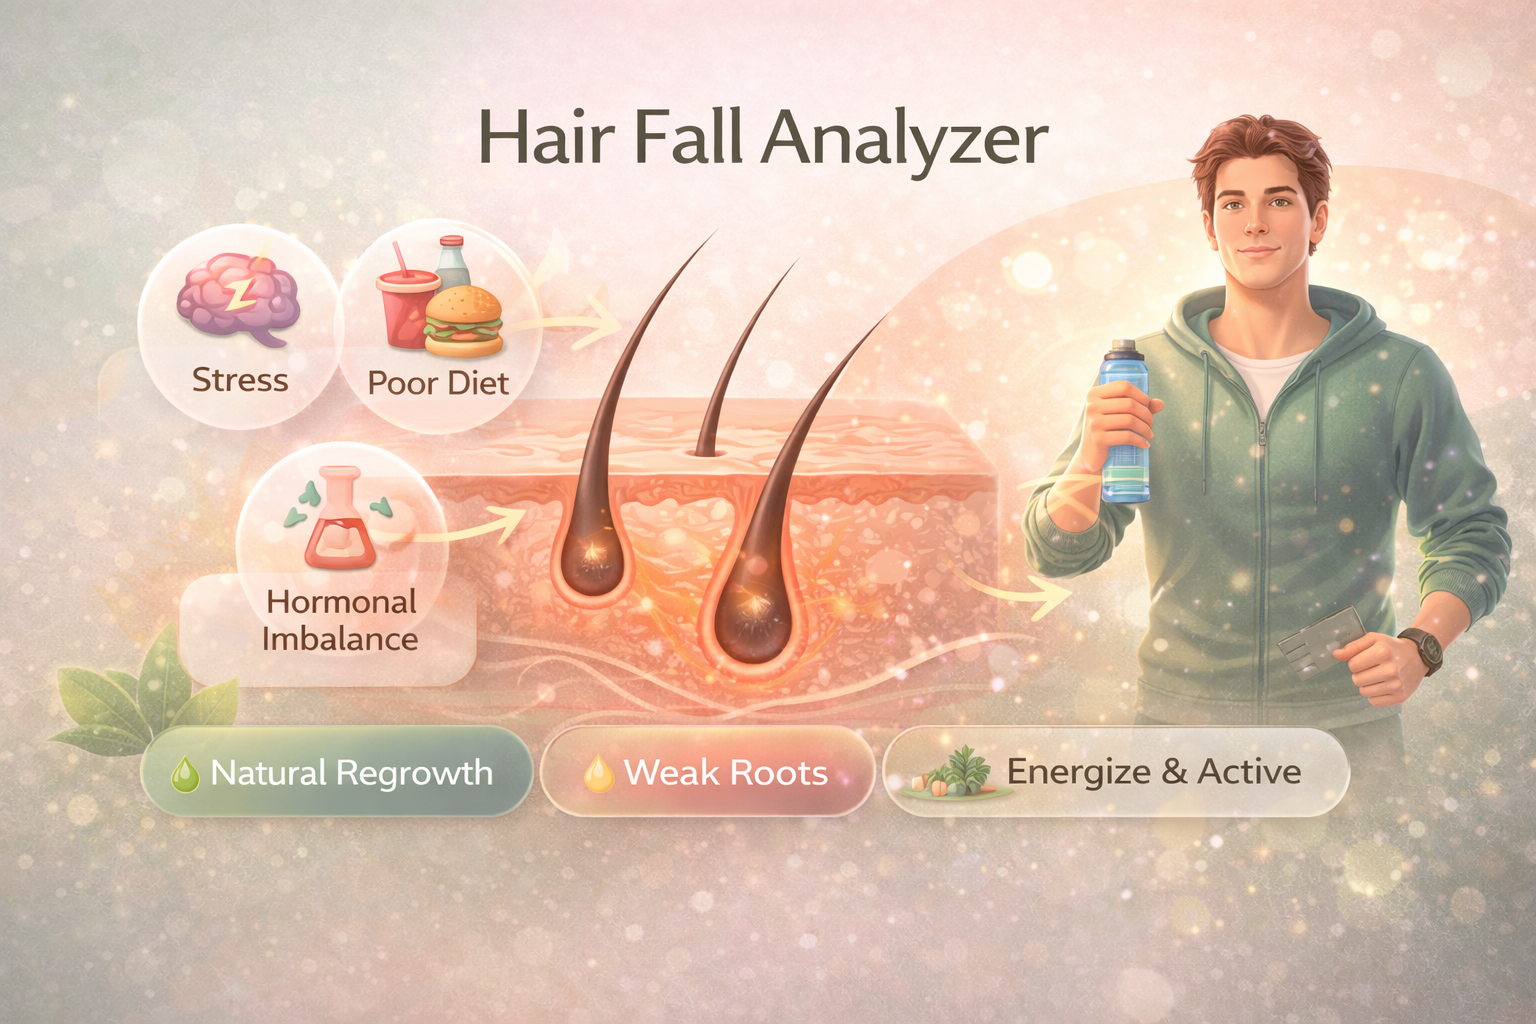 Hair Fall Analyzer
Stress
Poor Diet
Hormonal
Imbalance
Natural Regrowth
Weak Roots
Energize & Active